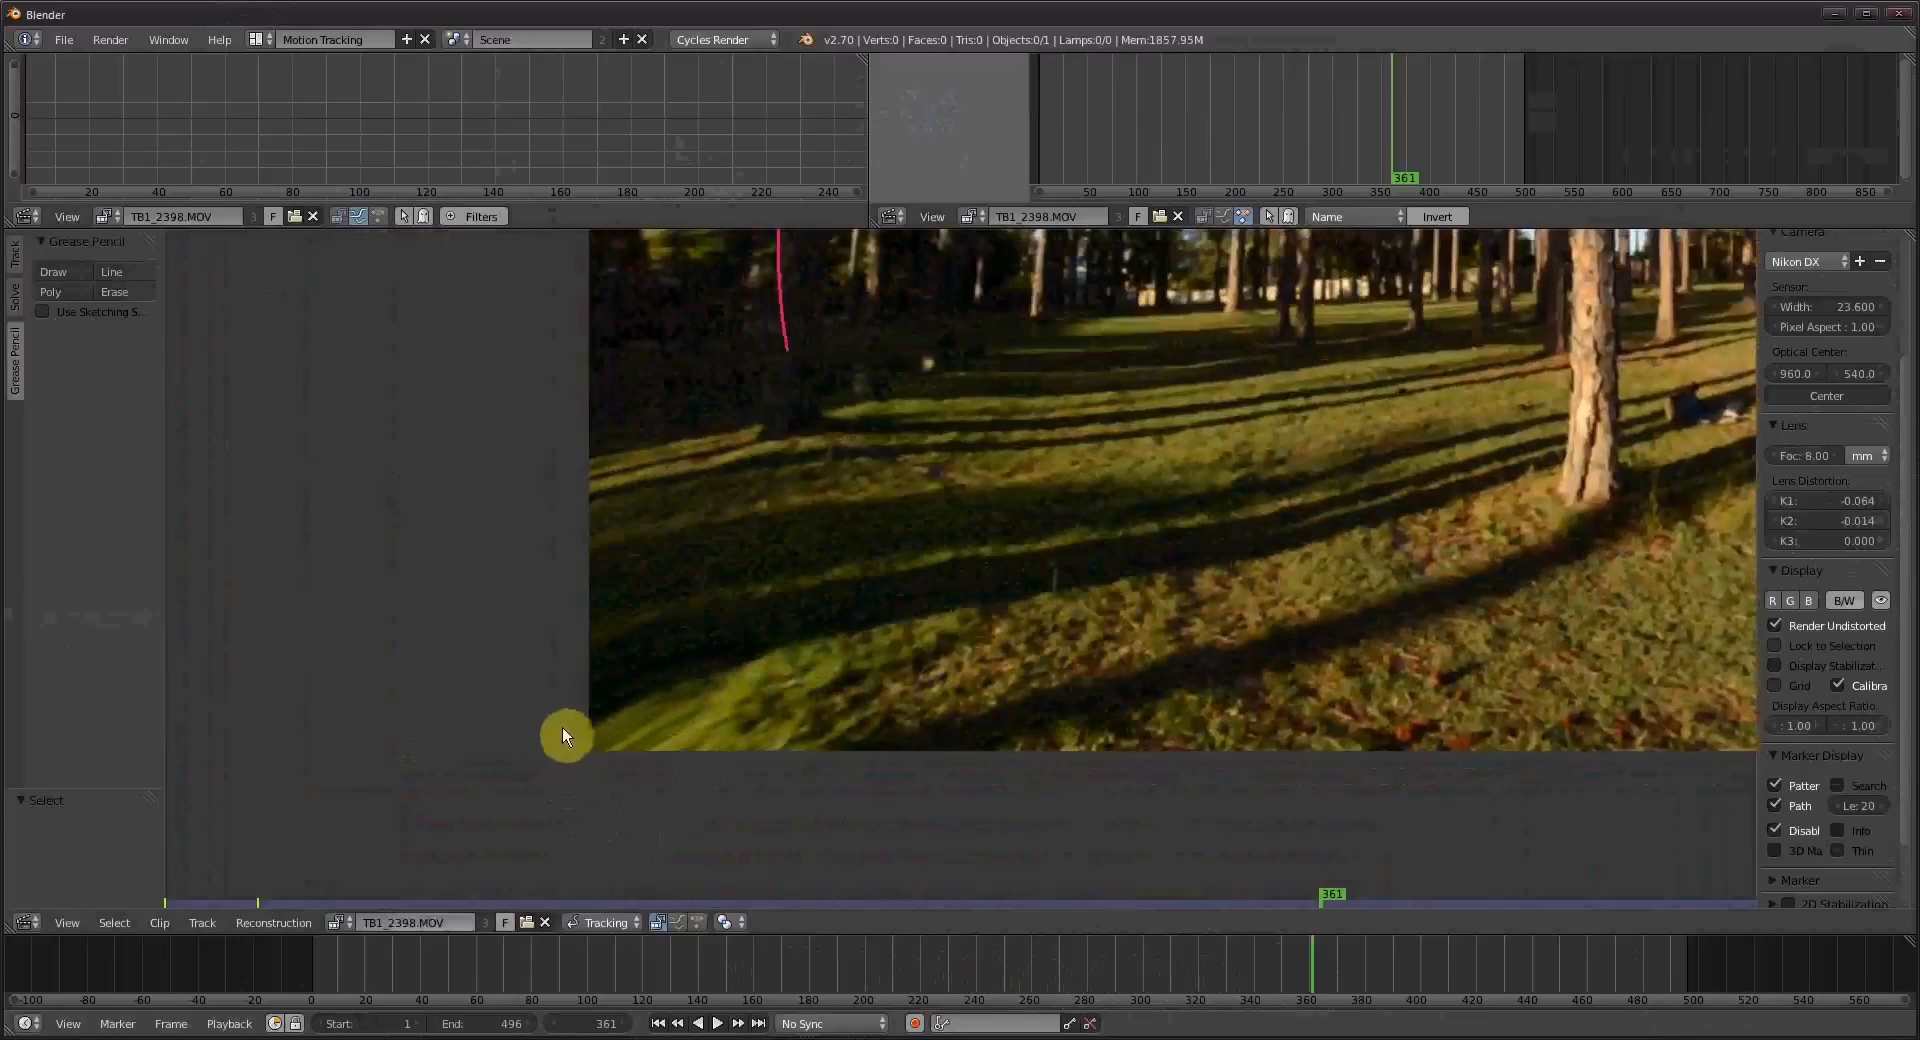 Blender
File Render Window Help Motion Tracking Scene 2 Cycles Render v2.70 | Verts:0 | Faces:0 | Tris:0 | Objects:0/1 | Lamps:0/0 | Mem:1857.95M
0
20 40 60 80 100 120 140 160 180 200 220 240
361
50 100 150 200 250 300 350 400 450 500 550 600 650 700 750 800 850
View TB1_2398.MOV 3 F Filters
View TB1_2398.MOV 3 F Name Invert
Track
Solve
Grease Pencil
Grease Pencil
Draw Line
Poly Erase
Use Sketching S...
Select
Camera
Nikon DX
Sensor:
Width: 23.600
Pixel Aspect : 1.00
Optical Center:
960.0 540.0
Center
Lens
Foc: 8.00 mm
Lens Distortion:
K1: -0.064
K2: -0.014
K3: 0.000
Display
R G B B/W
Render Undistorted
Lock to Selection
Display Stabilizat...
Grid Calibra
Display Aspect Ratio.
: 1.00 : 1.00
Marker Display
Patter Search
Path Le: 20
Disabl Info
3D Ma Thin
Marker
2D Stabilization
361
View Select Clip Track Reconstruction TB1_2398.MOV 3 F Tracking
-100 -80 -60 -40 -20 0 20 40 60 80 100 120 140 160 180 200 220 240 260 280 300 320 340 360 380 400 420 440 460 480 500 520 540 560
View Marker Frame Playback Start: 1 End: 496 361 No Sync